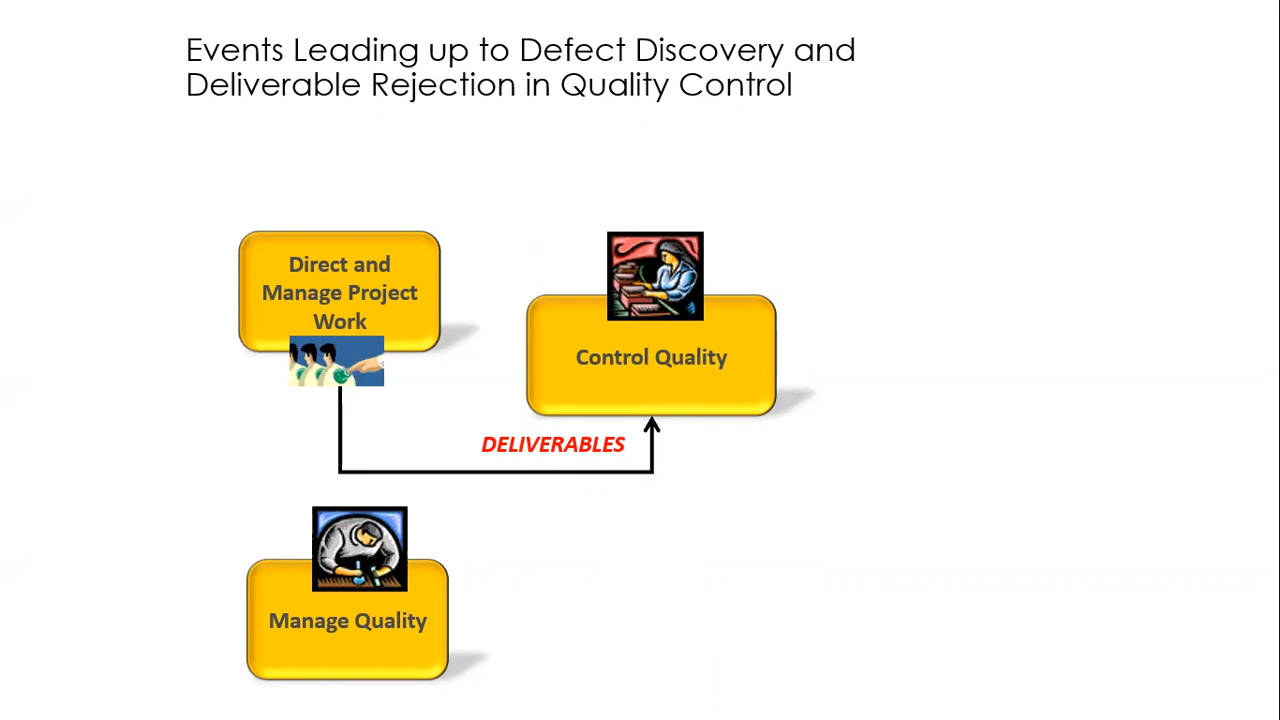 Events Leading up to Defect Discovery and
Deliverable Rejection in Quality Control
Direct and
Manage Project
Work
Control Quality
DELIVERABLES
Manage Quality